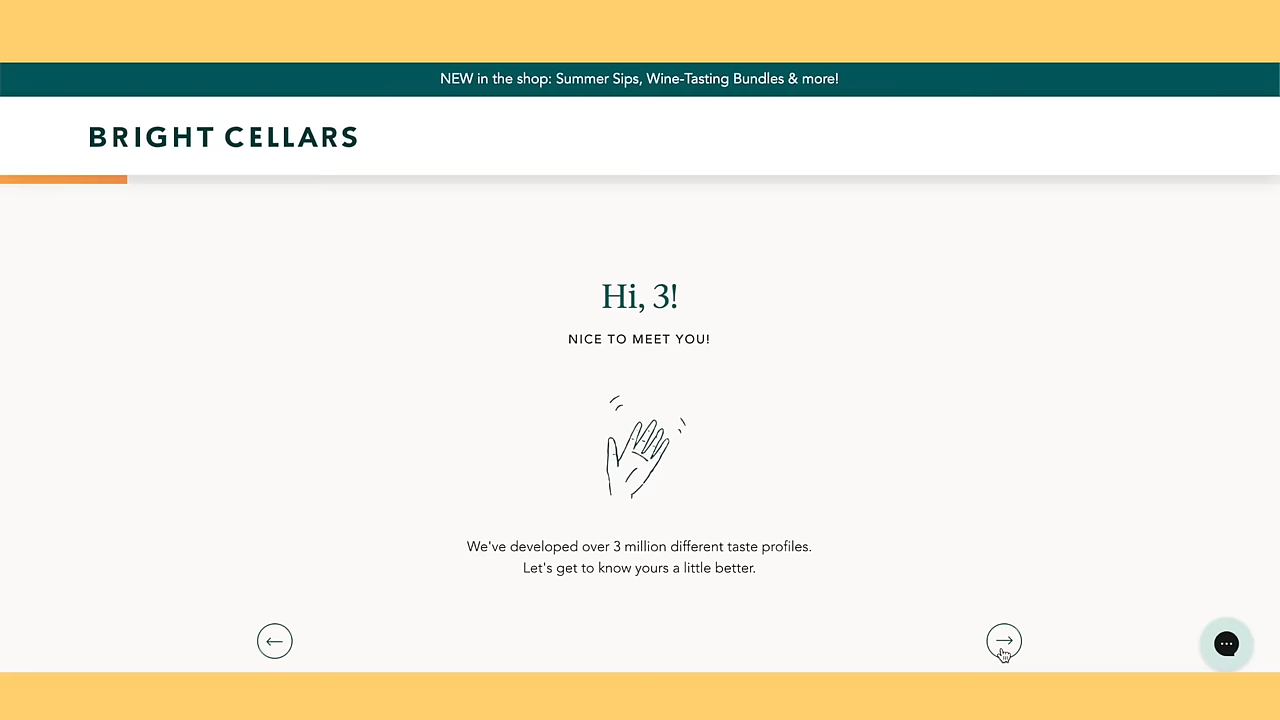 NEW in the shop: Summer Sips, Wine-Tasting Bundles & more!
BRIGHT CELLARS
Hi, 3!
NICE TO MEET YOU!
We've developed over 3 million different taste profiles.
Let's get to know yours a little better.